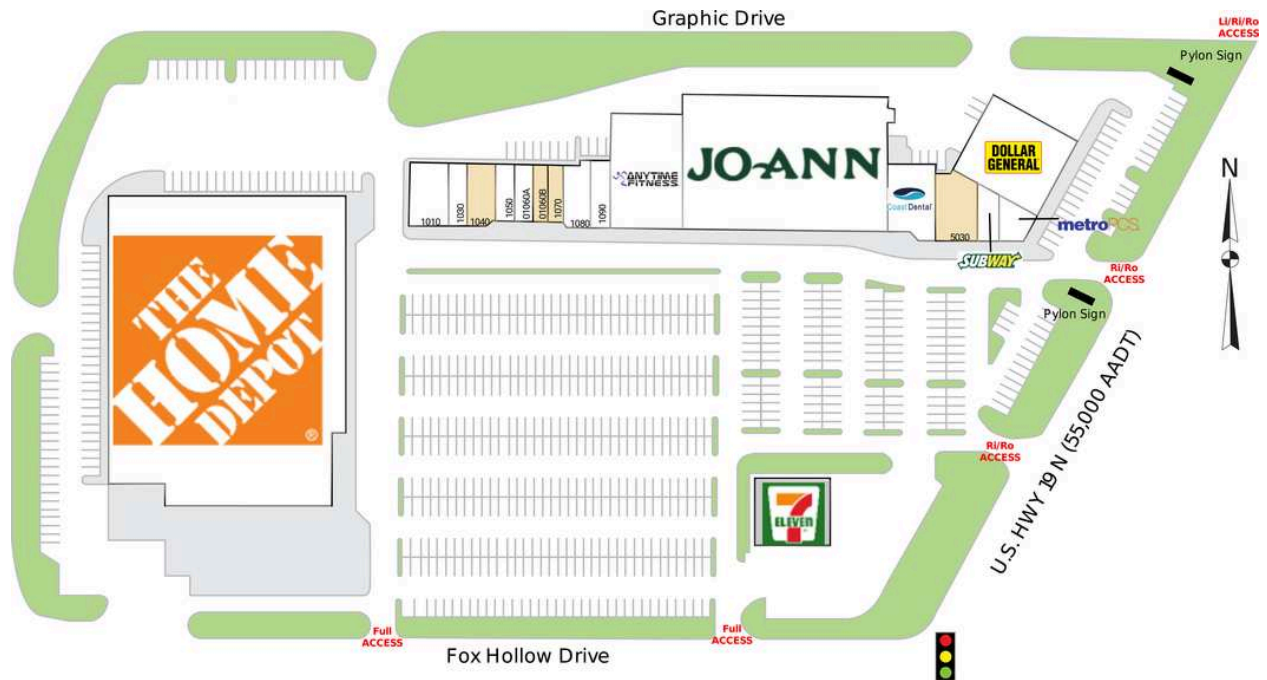 Graphic Drive
Li/Ri/Ro
ACCESS
Pylon Sign
DOLLAR
GENERAL
JO-ANN
ANYTIME
FITNESS
N
Coast Dental
1010
1030
1040
1050
01060A
01060B
1070
1080
1090
5030
metroPCS.
SUBWAY
Ri/Ro
ACCESS
Pylon Sign
THE
HOME
DEPOT
®
U.S. HWY 19 N (55,000 AADT)
Ri/Ro
ACCESS
7
ELEVEN
Full
ACCESS
Full
ACCESS
Fox Hollow Drive